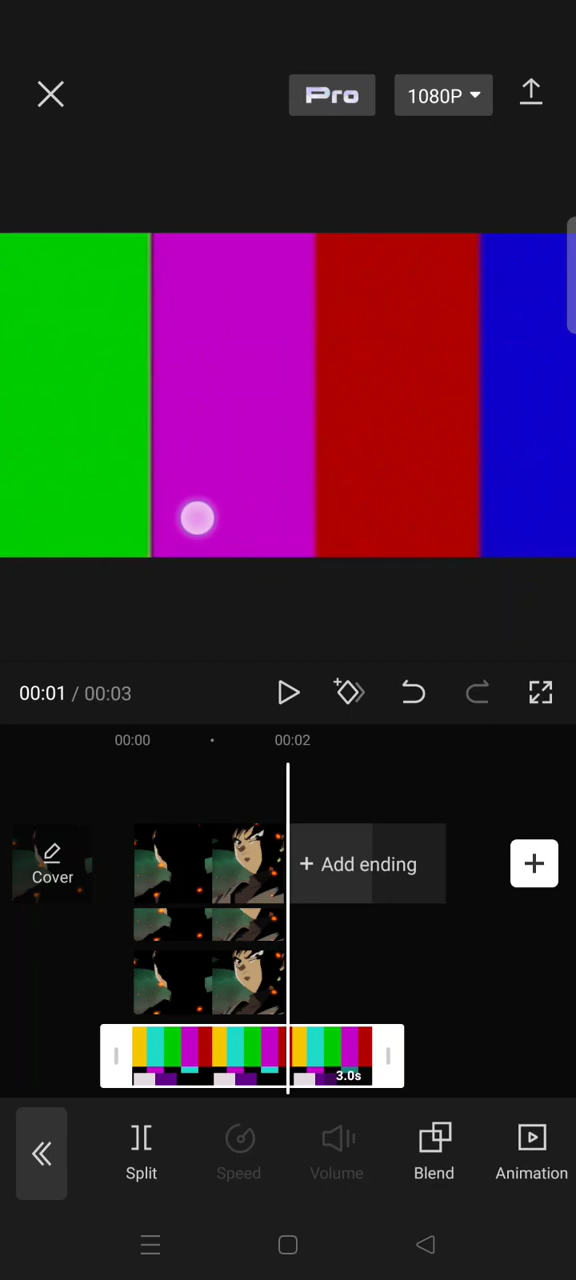 Pro
1080P
00:01 / 00:03
00:00
00:02
Cover
+ Add ending
3.0s
Split
Speed
Volume
Blend
Animation